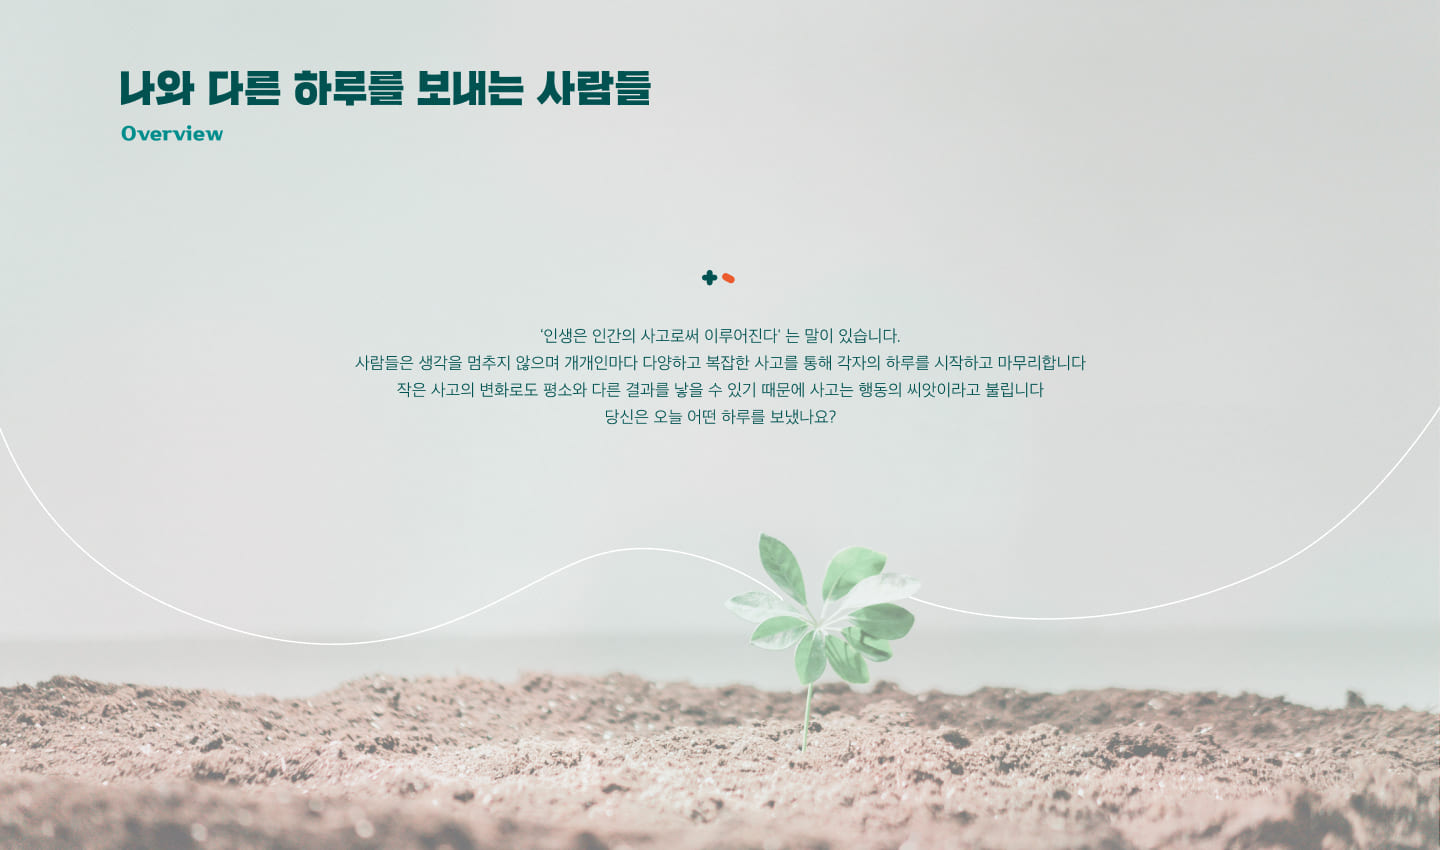 나와 다른 하루를 보내는 사람들
Overview
'인생은 인간의 사고로써 이루어진다' 는 말이 있습니다.
사람들은 생각을 멈추지 않으며 개개인마다 다양하고 복잡한 사고를 통해 각자의 하루를 시작하고 마무리합니다
작은 사고의 변화로도 평소와 다른 결과를 낳을 수 있기 때문에 사고는 행동의 씨앗이라고 불립니다
당신은 오늘 어떤 하루를 보냈나요?